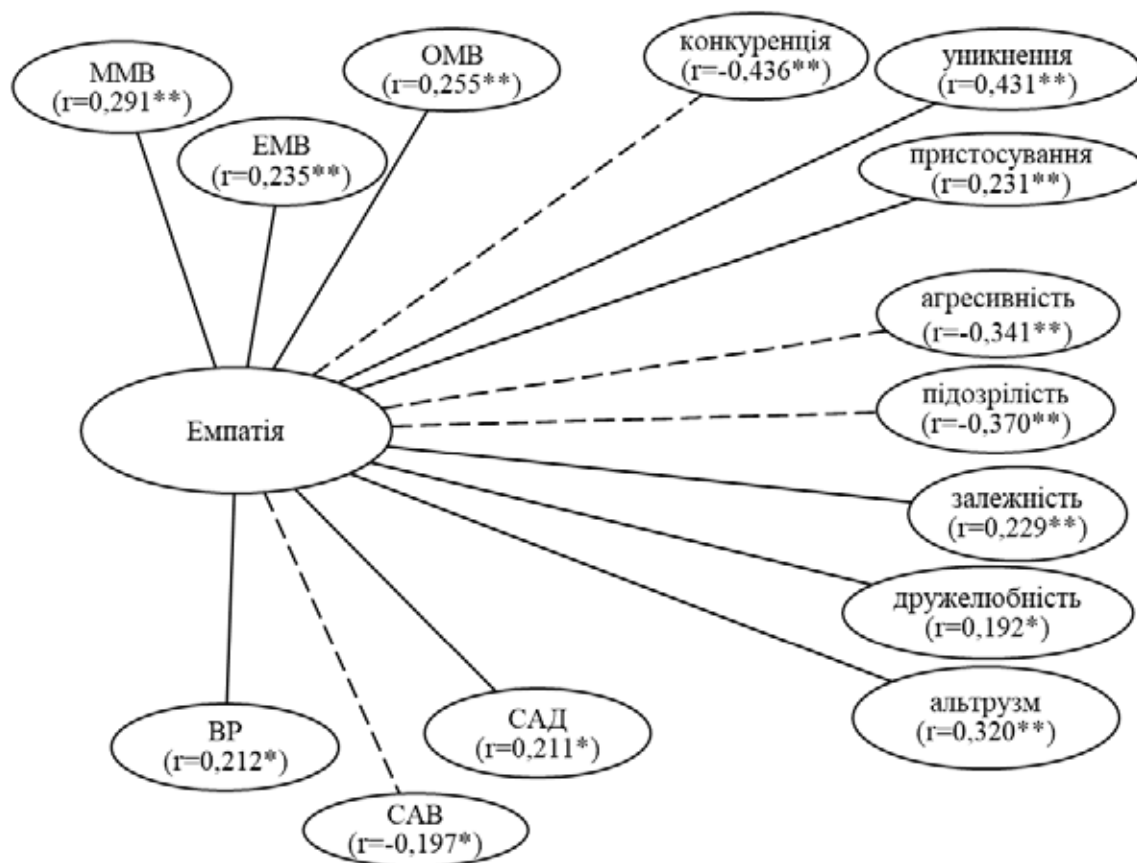 ММВ
(r=0,291**)
ОМВ
(r=0,255**)
ЕМВ
(r=0,235**)
конкуренція
(r=-0,436**)
уникнення
(r=0,431**)
пристосування
(r=0,231**)
агресивність
(r=-0,341**)
підозрілість
(r=-0,370**)
Емпатія
залежність
(r=0,229**)
дружелюбність
(r=0,192*)
альтрузм
(r=0,320**)
ВР
(r=0,212*)
САД
(r=0,211*)
САВ
(r=-0,197*)